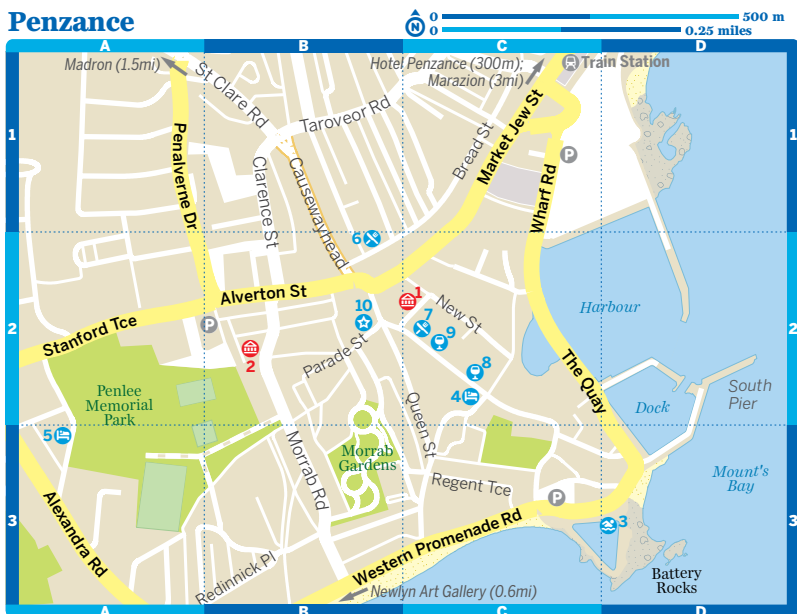 Penzance
N
0 500 m
0 0.25 miles
A B C D
Madron (1.5mi)
Hotel Penzance (300m);
Marazion (3mi)
Train Station
St Clare Rd
Taroveor Rd
1 1
Penalverne Dr
Clarence St
Causewayhead
Bread St
Market Jew St
P
Wharf Rd
6
Alverton St
1
10
New St
7
9
Harbour
2 2
Stanford Tce
P
2
Parade St
8
4
The Quay
South
Pier
Dock
Penlee
Memorial
Park
5
Queen St
Morrab
Gardens
Morrab Rd
Regent Tce
Mount's
Bay
P
3 3
3
Alexandra Rd
Western Promenade Rd
Redinnick Pl
Newlyn Art Gallery (0.6mi)
Battery
Rocks
A B C D